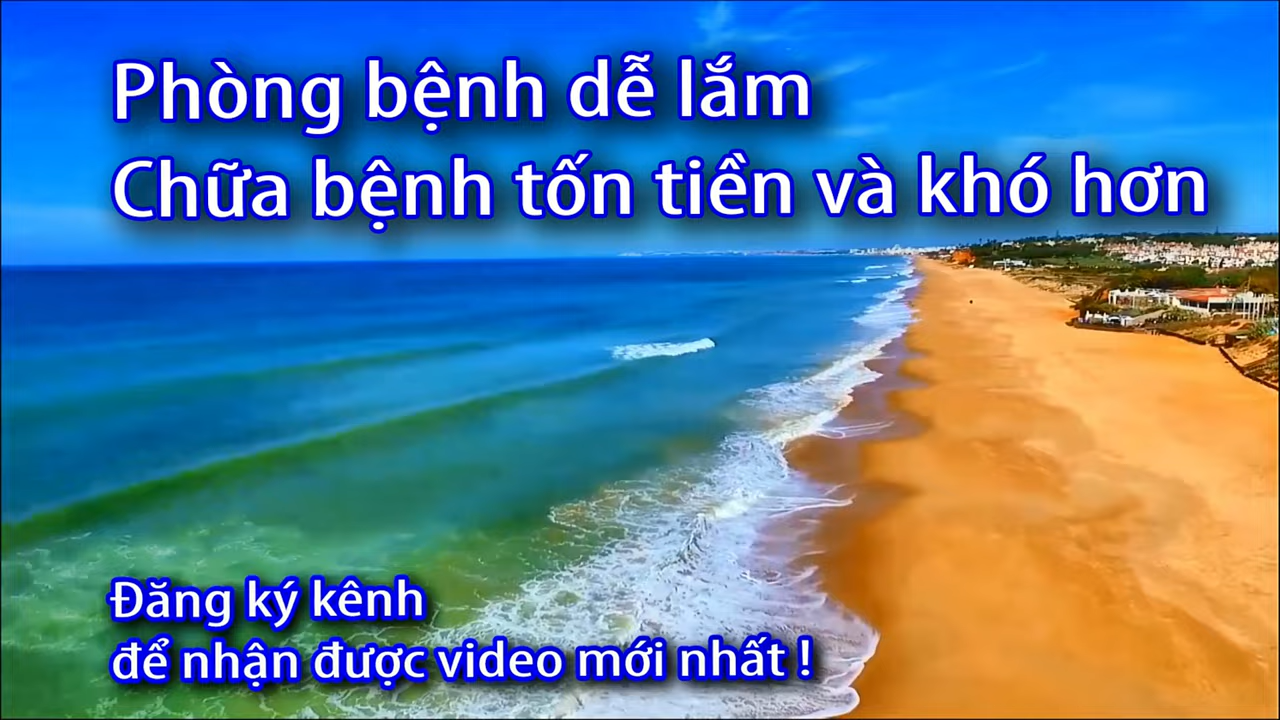 Phòng bệnh dễ lắm
Chữa bệnh tốn tiền và khó hơn
Đăng ký kênh
để nhận được video mới nhất !